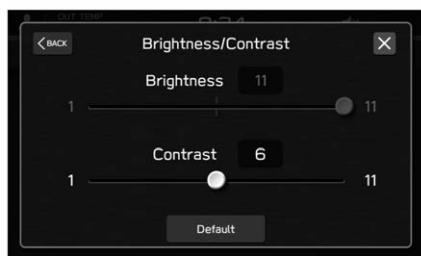 OUT TEMP
BACK
Brightness/Contrast
X
Brightness 11
1 11
Contrast 6
1 11
Default